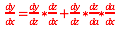 dy/dx = dy/dz * dz/dx + dy/dz * dz/du * du/dx